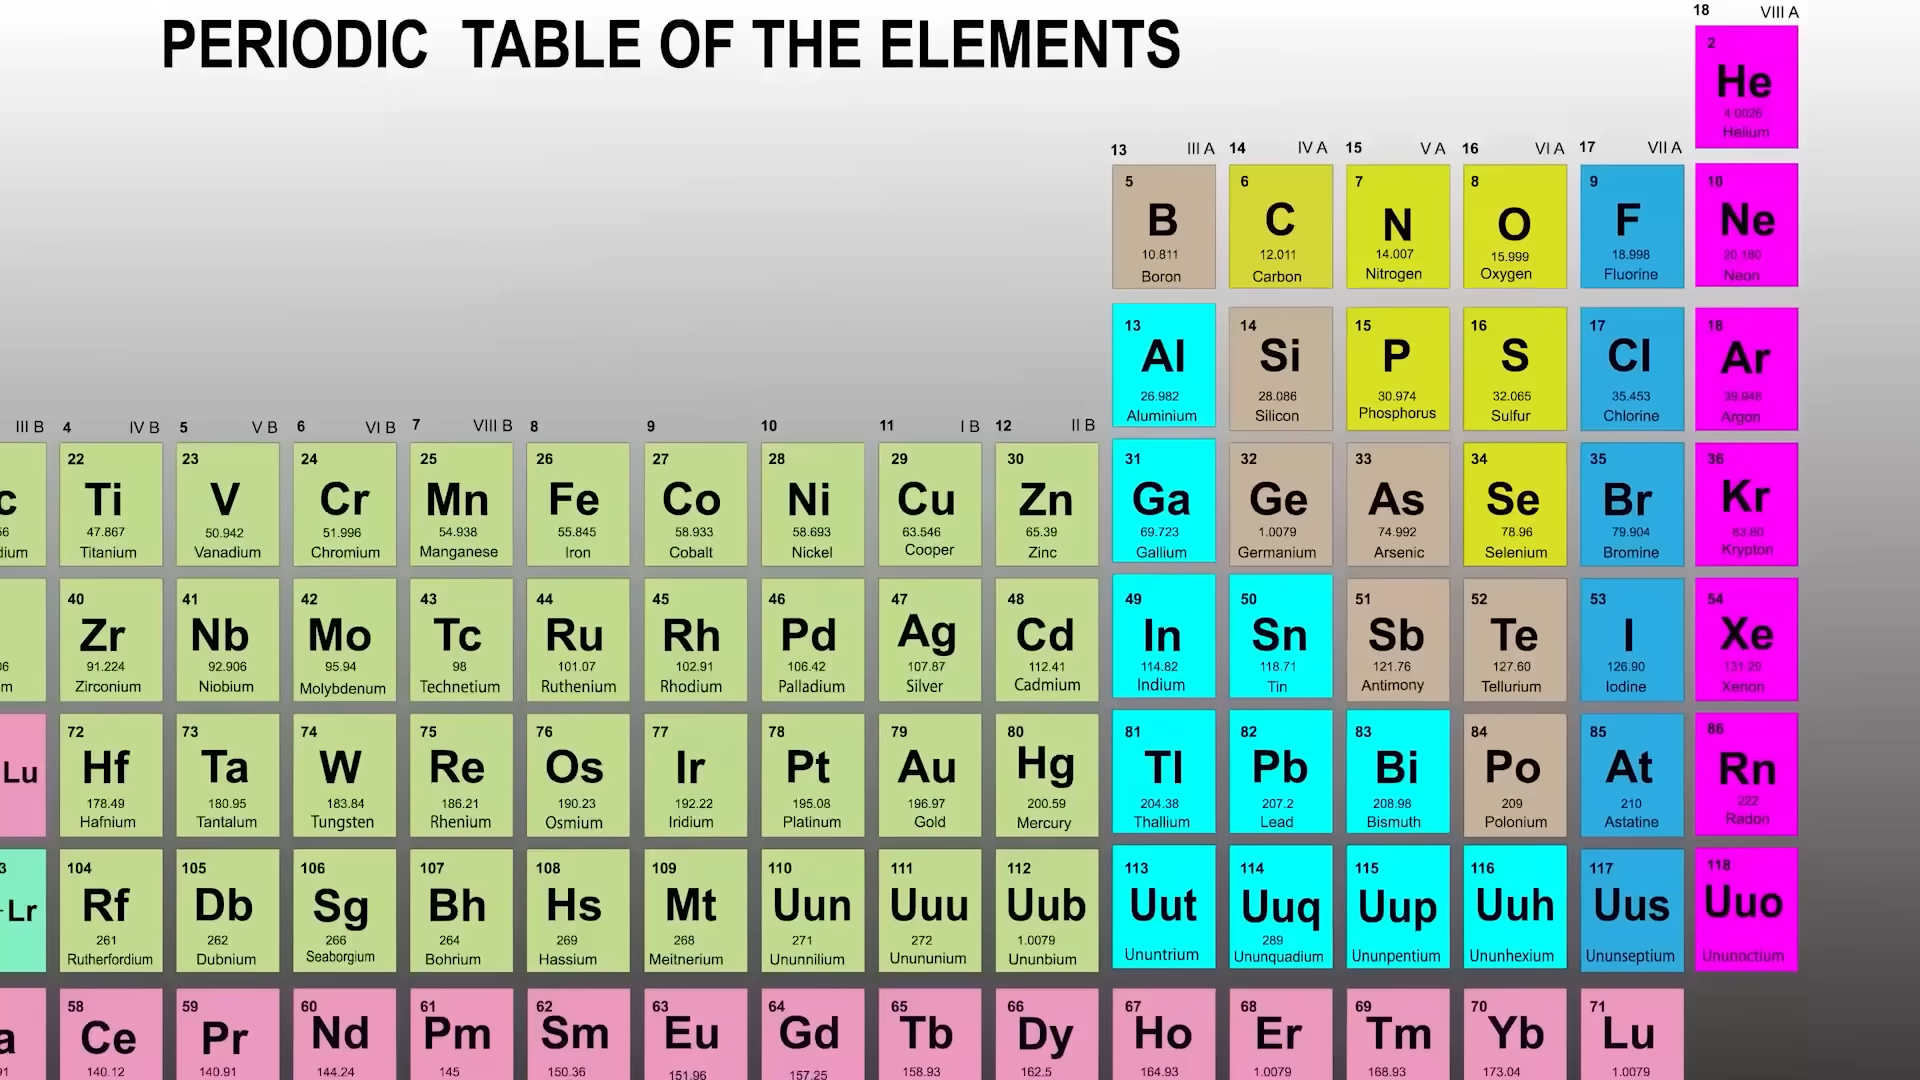 PERIODIC TABLE OF THE ELEMENTS
18 VIII A
2
He
4.0026
Helium
13 III A 14 IV A 15 V A 16 VI A 17 VII A
5 6 7 8 9 10
B C N O F Ne
10.811 12.011 14.007 15.999 18.998 20.180
Boron Carbon Nitrogen Oxygen Fluorine Neon
13 14 15 16 17 18
Al Si P S Cl Ar
26.982 28.086 30.974 32.065 35.453 39.948
Aluminium Silicon Phosphorus Sulfur Chlorine Argon
III B 4 IV B 5 V B 6 VI B 7 VIII B 8 9 10 11 I B 12 II B
22 23 24 25 26 27 28 29 30 31 32 33 34 35 36
c Ti V Cr Mn Fe Co Ni Cu Zn Ga Ge As Se Br Kr
56 47.867 50.942 51.996 54.938 55.845 58.933 58.693 63.546 65.39 69.723 1.0079 74.992 78.96 79.904 83.80
dium Titanium Vanadium Chromium Manganese Iron Cobalt Nickel Cooper Zinc Gallium Germanium Arsenic Selenium Bromine Krypton
40 41 42 43 44 45 46 47 48 49 50 51 52 53 54
Zr Nb Mo Tc Ru Rh Pd Ag Cd In Sn Sb Te I Xe
06 91.224 92.906 95.94 98 101.07 102.91 106.42 107.87 112.41 114.82 118.71 121.76 127.60 126.90 131.29
m Zirconium Niobium Molybdenum Technetium Ruthenium Rhodium Palladium Silver Cadmium Indium Tin Antimony Tellurium Iodine Xenon
72 73 74 75 76 77 78 79 80 81 82 83 84 85 86
Lu Hf Ta W Re Os Ir Pt Au Hg Tl Pb Bi Po At Rn
178.49 180.95 183.84 186.21 190.23 192.22 195.08 196.97 200.59 204.38 207.2 208.98 209 210 222
Hafnium Tantalum Tungsten Rhenium Osmium Iridium Platinum Gold Mercury Thallium Lead Bismuth Polonium Astatine Radon
3 104 105 106 107 108 109 110 111 112 113 114 115 116 117 118
-Lr Rf Db Sg Bh Hs Mt Uun Uuu Uub Uut Uuq Uup Uuh Uus Uuo
261 262 266 264 269 268 271 272 1.0079 289
Rutherfordium Dubnium Seaborgium Bohrium Hassium Meitnerium Ununnilium Unununium Ununbium Ununtrium Ununquadium Ununpentium Ununhexium Ununseptium Ununoctium
58 59 60 61 62 63 64 65 66 67 68 69 70 71
a Ce Pr Nd Pm Sm Eu Gd Tb Dy Ho Er Tm Yb Lu
91 140.12 140.91 144.24 145 150.36 151.96 157.25 158.93 162.5 164.93 1.0079 168.93 173.04 1.0079